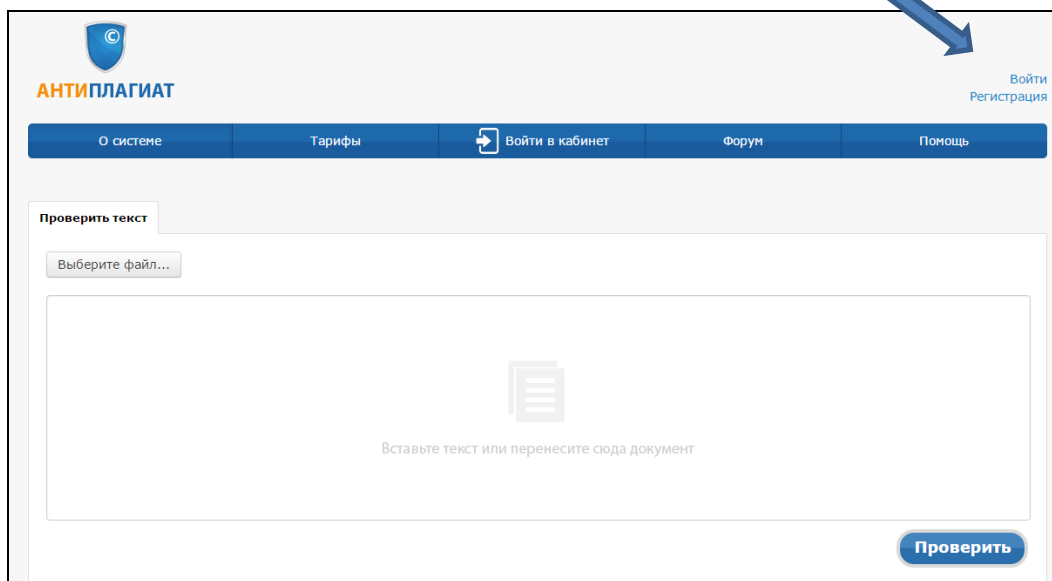 ©
АНТИПЛАГИАТ
Войти
Регистрация
О системе Тарифы Войти в кабинет Форум Помощь
Проверить текст
Выберите файл...
Вставьте текст или перенесите сюда документ
Проверить